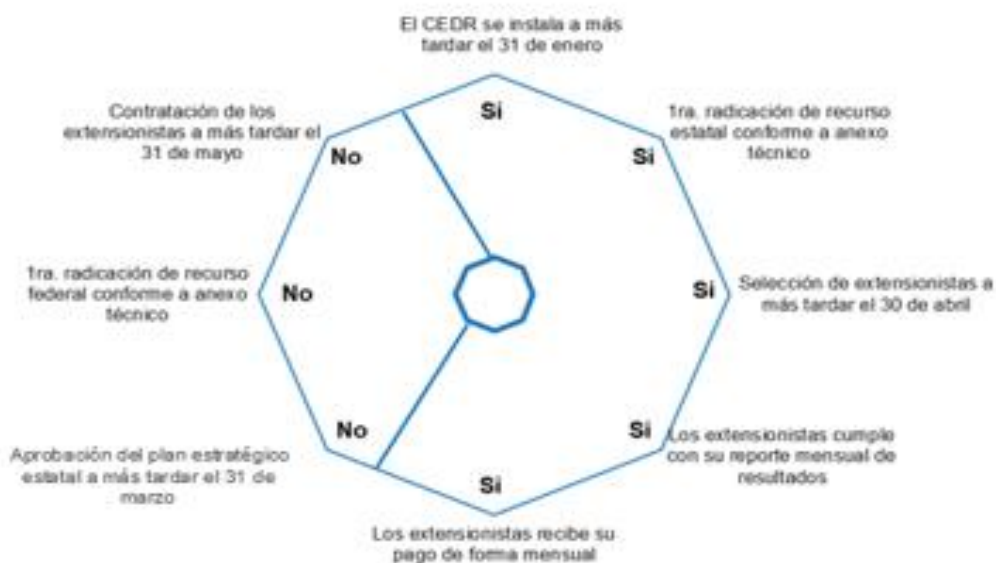 El CEDR se instala a más
tardar el 31 de enero
Si
1ra. radicación de recurso
estatal conforme a anexo
técnico
Si
Selección de extensionistas a
más tardar el 30 de abril
Si
Los extensionistas cumple
con su reporte mensual de
resultados
Si
Los extensionistas recibe su
pago de forma mensual
Si
Aprobación del plan estratégico
estatal a más tardar el 31 de
marzo
No
1ra. radicación de recurso
federal conforme a anexo
técnico
No
Contratación de los
extensionistas a más tardar el
31 de mayo
No